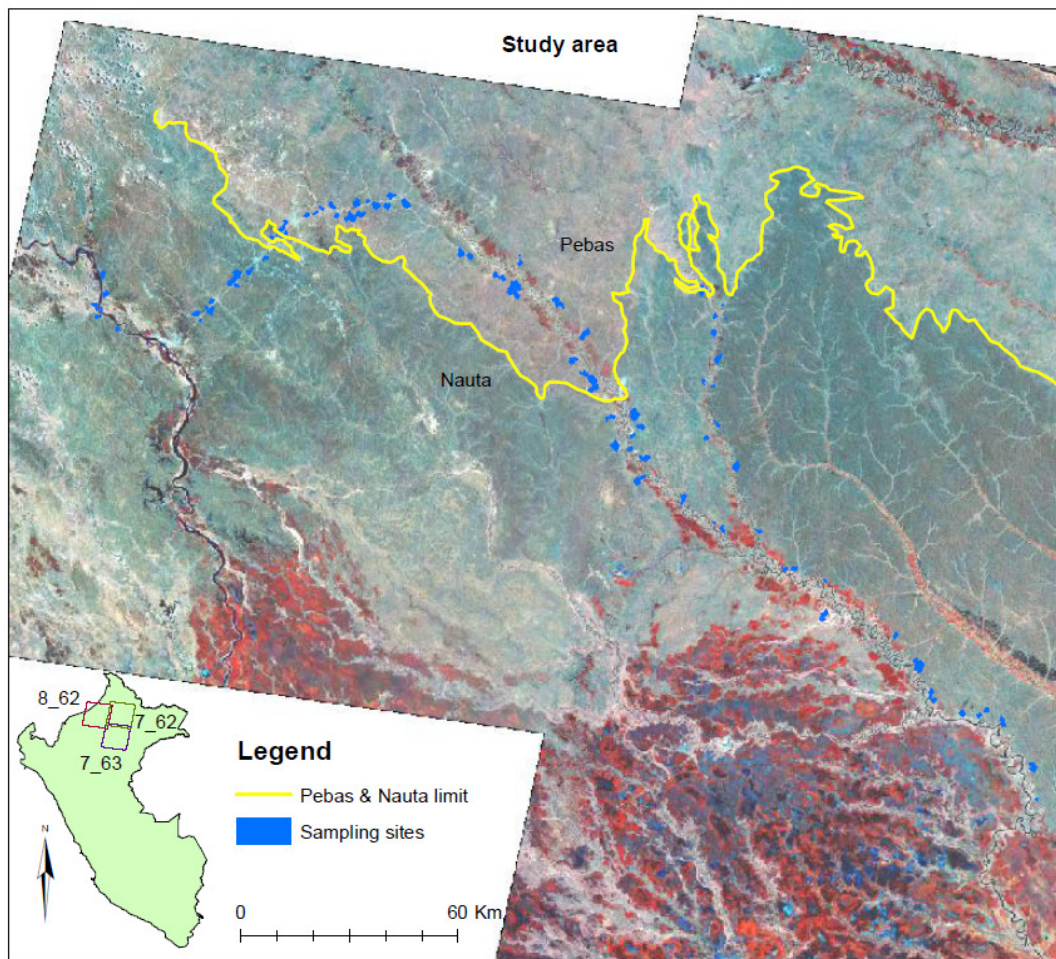 Study area
Pebas
Nauta
8_62
7_62
7_63
Legend
Pebas & Nauta limit
Sampling sites
N
0 60 Km